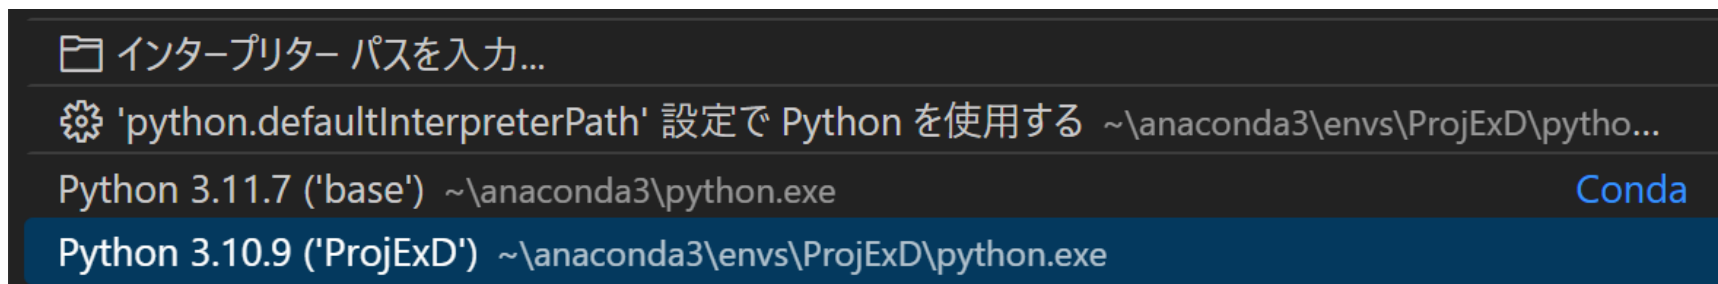 インタープリター パスを入力...
'python.defaultInterpreterPath' 設定で Python を使用する ~\anaconda3\envs\ProjExD\pytho...
Python 3.11.7 ('base') ~\anaconda3\python.exe Conda
Python 3.10.9 ('ProjExD') ~\anaconda3\envs\ProjExD\python.exe